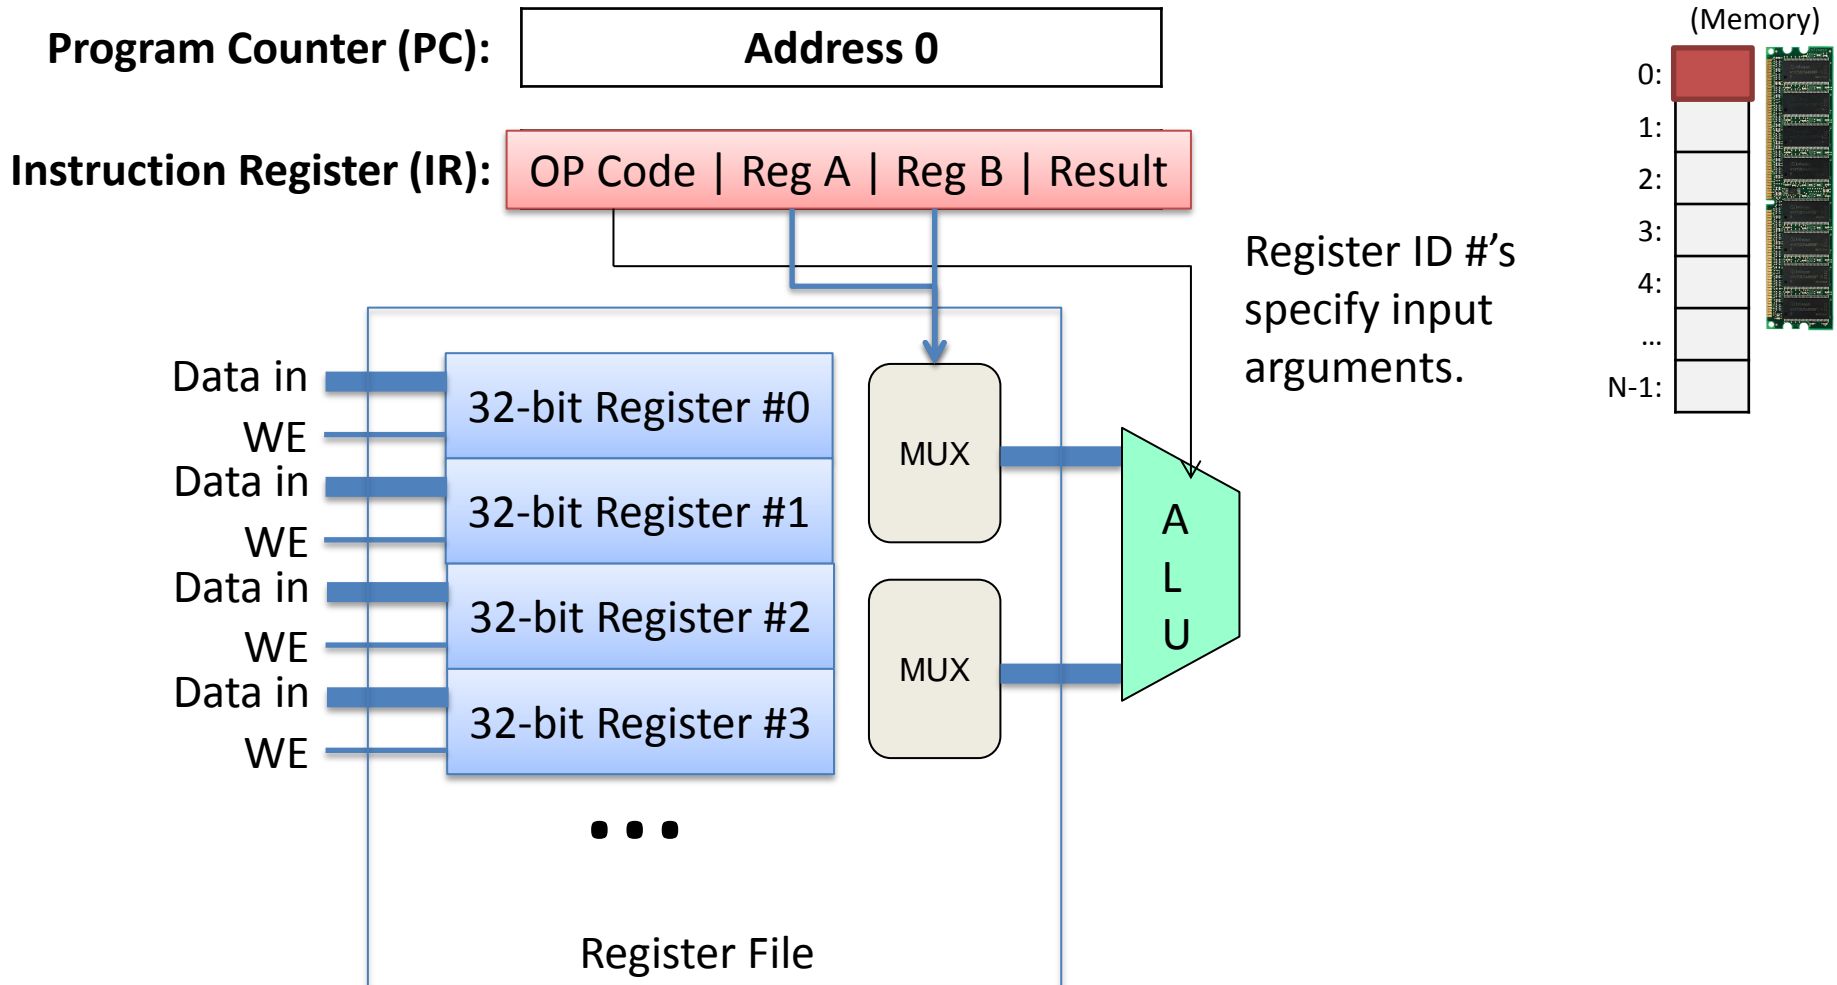 (Memory)
Program Counter (PC):
Address 0
0:
1:
2:
3:
4:
...
N-1:
Instruction Register (IR):
OP Code | Reg A | Reg B | Result
Register ID #’s
specify input
arguments.
Data in
WE
Data in
WE
Data in
WE
Data in
WE
32-bit Register #0
32-bit Register #1
32-bit Register #2
32-bit Register #3
...
MUX
MUX
A
L
U
Register File